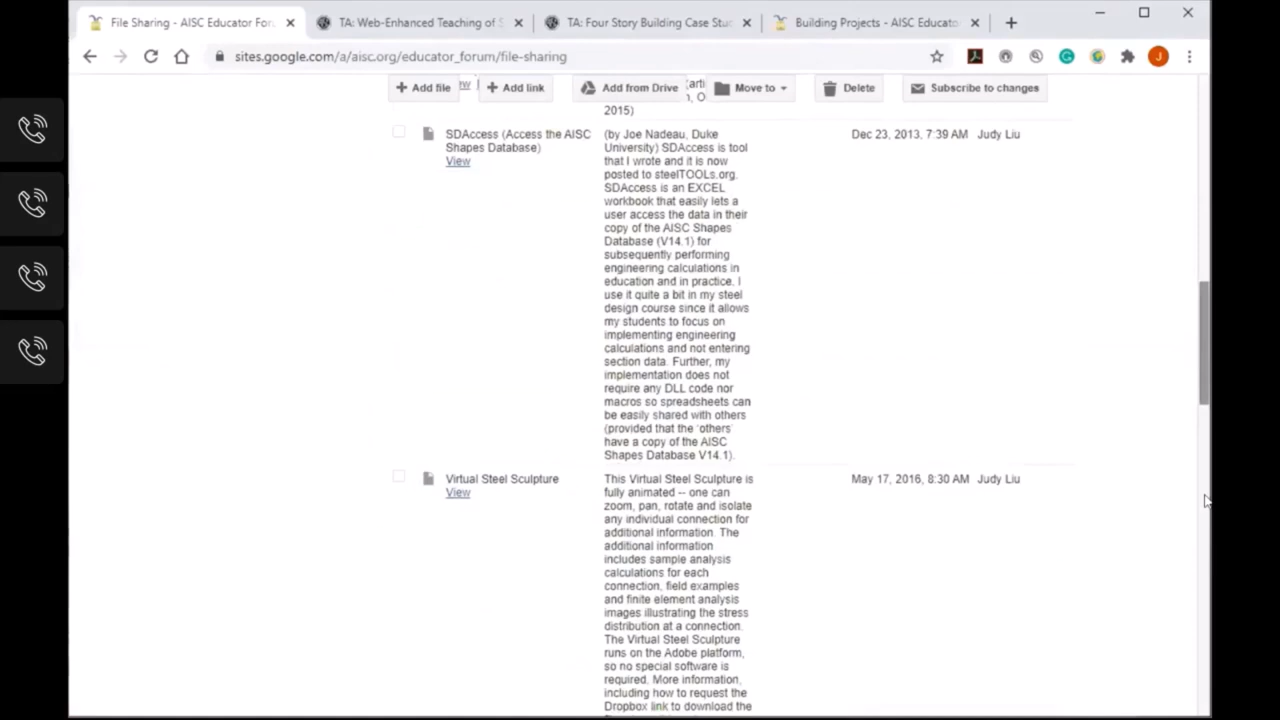 File Sharing - AISC Educator For
TA: Web-Enhanced Teaching of S
TA: Four Story Building Case Stu
Building Projects - AISC Educato
sites.google.com/a/aisc.org/educator_forum/file-sharing
J
Add file
Add link
Add from Drive
Move to
Delete
Subscribe to changes
2015)
SDAccess (Access the AISC
Shapes Database)
View
(by Joe Nadeau, Duke
University) SDAccess is tool
that I wrote and it is now
posted to steelTOOLs.org.
SDAccess is an EXCEL
workbook that easily lets a
user access the data in their
copy of the AISC Shapes
Database (V14.1) for
subsequently performing
engineering calculations in
education and in practice. I
use it quite a bit in my steel
design course since it allows
my students to focus on
implementing engineering
calculations and not entering
section data. Further, my
implementation does not
require any DLL code nor
macros so spreadsheets can
be easily shared with others
(provided that the 'others'
have a copy of the AISC
Shapes Database V14.1).
Dec 23, 2013, 7:39 AM Judy Liu
Virtual Steel Sculpture
View
This Virtual Steel Sculpture is
fully animated -- one can
zoom, pan, rotate and isolate
any individual connection for
additional information. The
additional information
includes sample analysis
calculations for each
connection, field examples
and finite element analysis
images illustrating the stress
distribution at a connection.
The Virtual Steel Sculpture
runs on the Adobe platform,
so no special software is
required. More information,
including how to request the
Dropbox link to download the
May 17, 2016, 8:30 AM Judy Liu